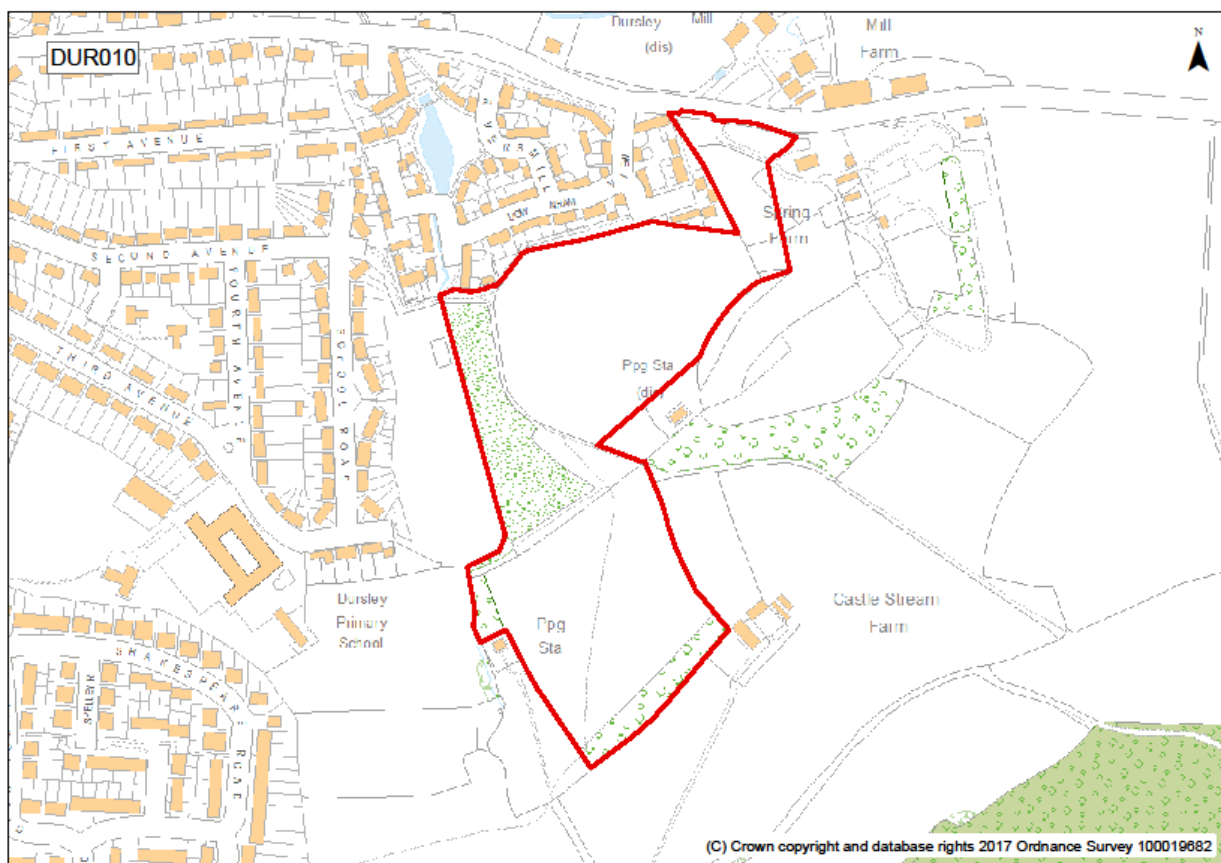 DUR010
Dursley Mill
(dis)
Mill
Farm
N
FIRST AVENUE
SECOND AVENUE
FOURTH AVENUE
THIRD AVENUE
SCHOOL ROAD
Spring
Farm
Ppg Sta
(dis)
Dursley
Primary
School
Ppg
Sta
Castle Stream
Farm
SHAKESPEARE ROAD
(C) Crown copyright and database rights 2017 Ordnance Survey 100019682